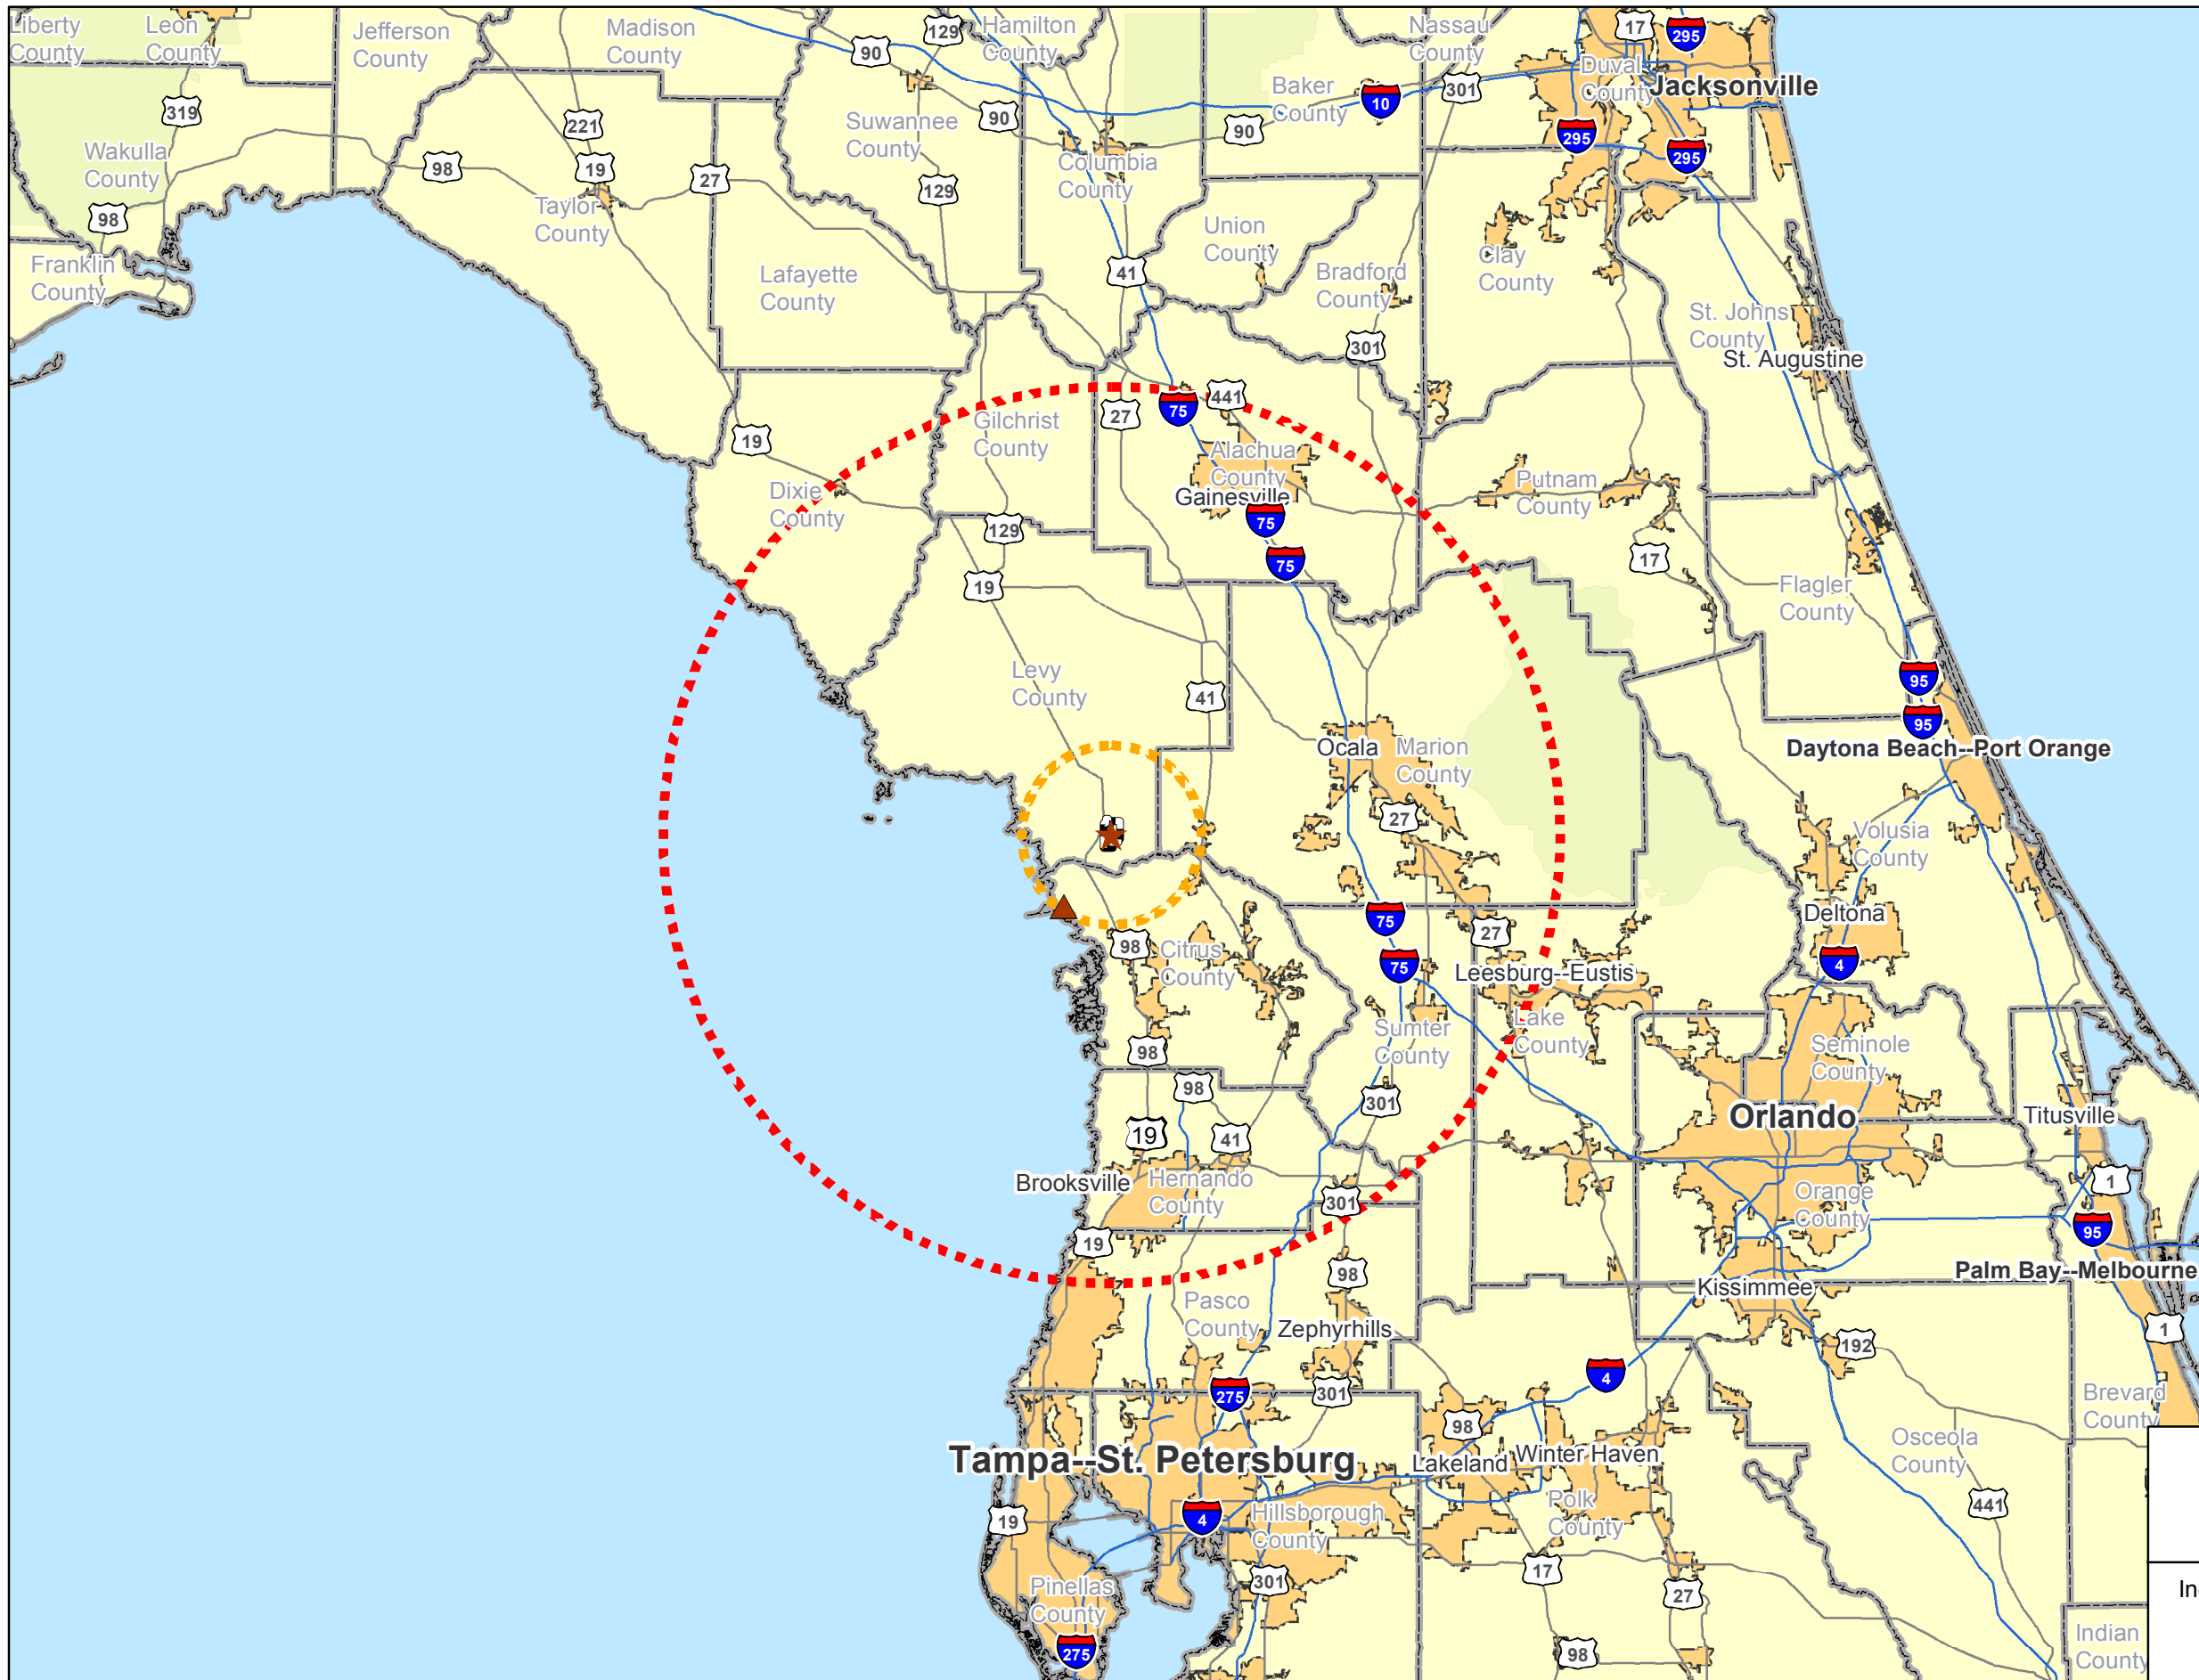 Liberty
County
Leon
County
Jefferson
County
Madison
County
129
Hamilton
County
90
Nassau
County
17
295
Duval
County
Jacksonville
319
221
90
Baker
County
10
301
90
295
295
Wakulla
County
98
19
27
Suwannee
County
129
Columbia
County
98
Taylor
County
Union
County
Franklin
County
Lafayette
County
41
Bradford
County
Clay
County
301
St. Johns
County
St. Augustine
75
441
27
19
Gilchrist
County
Alachua
County
Gainesville
75
Dixie
County
129
75
Putnam
County
17
19
Flagler
County
Levy
County
41
95
95
Daytona Beach--Port Orange
Ocala
Marion
County
27
Volusia
County
Deltona
75
27
98
Citrus
County
75
Leesburg--Eustis
4
Sumter
County
Lake
County
Seminole
County
98
98
301
Orlando
Titusville
19
41
Brooksville
Hernando
County
301
Orange
County
1
95
19
98
Palm Bay--Melbourne
Kissimmee
Pasco
County
Zephyrhills
1
192
4
275
301
Brevard
County
98
Tampa--St. Petersburg
Lakeland
Winter Haven
Osceola
County
441
19
4
Hillsborough
County
Polk
County
17
27
301
Pinellas
County
In
275
98
Indian
County